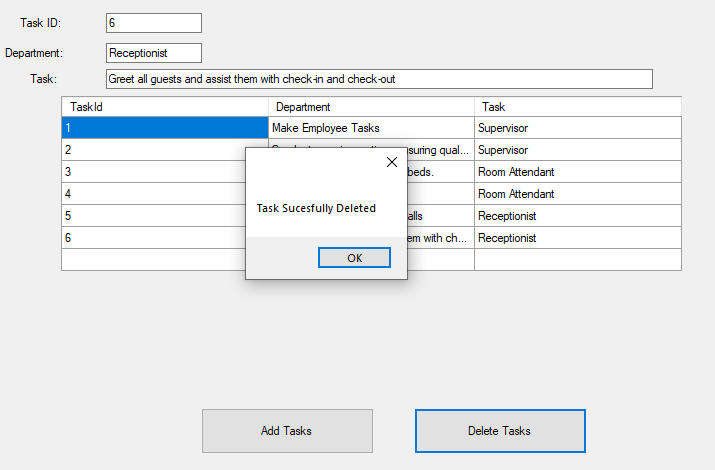 Task ID: 6
Department: Receptionist
Task: Greet all guests and assist them with check-in and check-out
TaskId Department Task
1 Make Employee Tasks Supervisor
2 suring qual... Supervisor
3 beds. Room Attendant
4 Room Attendant
5 alls Receptionist
6 em with ch... Receptionist
Task Sucesfully Deleted
OK
Add Tasks Delete Tasks